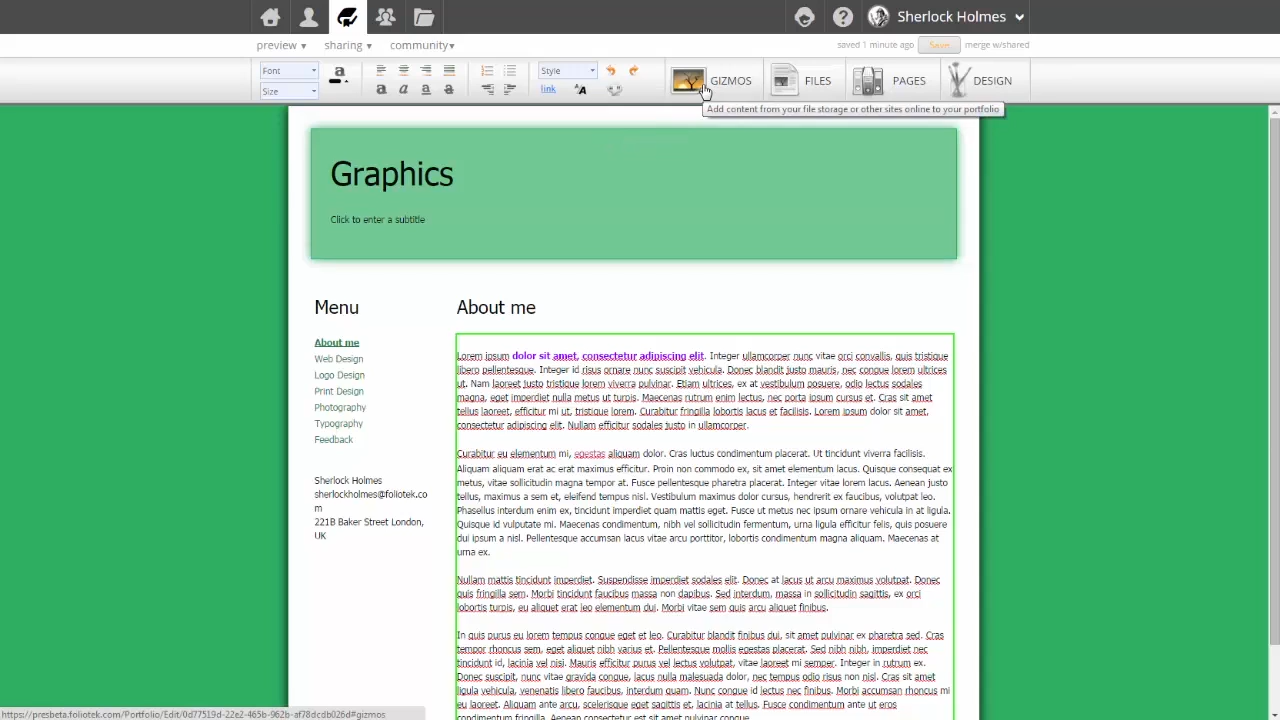 Sherlock Holmes
preview sharing community
saved 1 minute ago Save merge w/shared
Font Style GIZMOS FILES PAGES DESIGN
Size link
Add content from your file storage or other sites online to your portfolio
Graphics
Click to enter a subtitle
Menu
About me
Web Design
Logo Design
Print Design
Photography
Typography
Feedback
Sherlock Holmes
sherlockholmes@foliotek.co
m
221B Baker Street London,
UK
About me
Lorem ipsum dolor sit amet, consectetur adipiscing elit. Integer ullamcorper nunc vitae orci convallis, quis tristique
libero pellentesque. Integer id risus ornare nunc suscipit vehicula. Donec blandit justo mauris, nec congue lorem ultrices
ut. Nam laoreet justo tristique lorem viverra pulvinar. Etiam ultrices, ex at vestibulum posuere, odio lectus sodales
magna, eget imperdiet nulla metus ut turpis. Maecenas rutrum enim lectus, nec porta ipsum cursus et. Cras sit amet
tellus laoreet, efficitur mi ut, tristique lorem. Curabitur fringilla lobortis lacus et facilisis. Lorem ipsum dolor sit amet,
consectetur adipiscing elit. Nullam efficitur sodales justo in ullamcorper.
Curabitur eu elementum mi, egestas aliquam dolor. Cras luctus condimentum placerat. Ut tincidunt viverra facilisis.
Aliquam aliquam erat ac erat maximus efficitur. Proin non commodo ex, sit amet elementum lacus. Quisque consequat ex
metus, vitae sollicitudin magna tempor at. Fusce pellentesque pharetra placerat. Integer vitae lorem lacus. Aenean justo
tellus, maximus a sem et, eleifend tempus nisl. Vestibulum maximus dolor cursus, hendrerit ex faucibus, volutpat leo.
Phasellus interdum enim ex, tincidunt imperdiet quam mattis eget. Fusce ut metus nec ipsum ornare vehicula in at ligula.
Quisque id vulputate mi. Maecenas condimentum, nibh vel sollicitudin fermentum, urna ligula efficitur felis, quis posuere
dui ipsum a nisl. Pellentesque accumsan lacus vitae arcu porttitor, lobortis condimentum magna aliquam. Maecenas at
urna ex.
Nullam mattis tincidunt imperdiet. Suspendisse imperdiet sodales elit. Donec at lacus ut arcu maximus volutpat. Donec
quis fringilla sem. Morbi tincidunt faucibus massa non dapibus. Sed interdum, massa in sollicitudin sagittis, ex orci
lobortis turpis, eu aliquet erat leo elementum dui. Morbi vitae sem quis arcu aliquet finibus.
In quis purus eu lorem tempus congue eget et leo. Curabitur blandit finibus dui, sit amet pulvinar ex pharetra sed. Cras
tempor rhoncus sem, eget aliquet nibh varius et. Pellentesque mollis egestas placerat. Sed nibh nibh, imperdiet nec
tincidunt id, lacinia vel nisi. Mauris efficitur purus vel lectus volutpat, vitae laoreet mi semper. Integer in rutrum ex.
Donec suscipit, nunc vitae gravida congue, lacus nulla malesuada dolor, nec tempus odio risus non nisl. Cras sit amet
ligula vehicula, venenatis libero faucibus, interdum quam. Nunc congue id lectus nec finibus. Morbi accumsan rhoncus mi
eu laoreet. Aliquam ante arcu, scelerisque eget sagittis et, lacinia at tellus. Fusce condimentum ante ut eros
condimentum fringilla. Aenean consectetur est sit amet pulvinar congue.
https://presbeta.foliotek.com/Portfolio/Edit/0d77519d-22e2-465b-962b-af78dcdb026d#gizmos